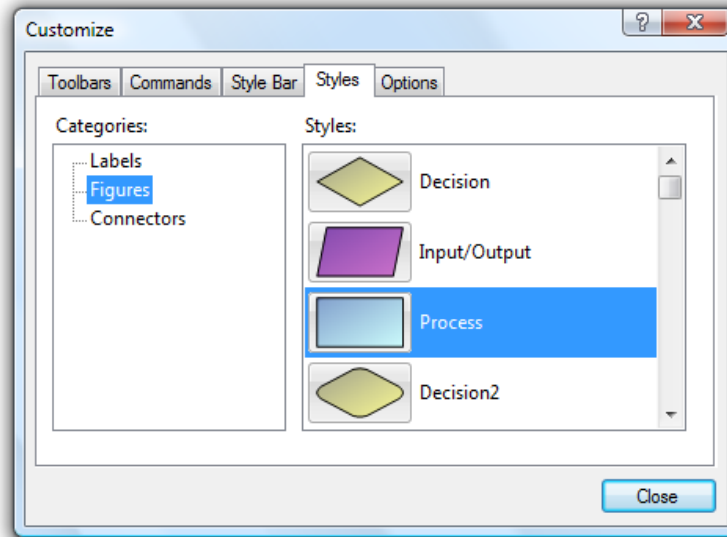 Customize
?
Toolbars Commands Style Bar Styles Options
Categories:
Labels
Figures
Connectors
Styles:
Decision
Input/Output
Process
Decision2
Close